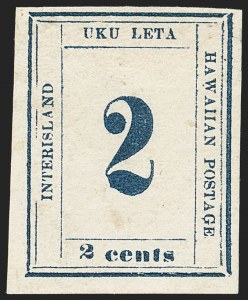 UKU LETA
INTERISLAND
2
HAWAIIAN POSTAGE
2 cents